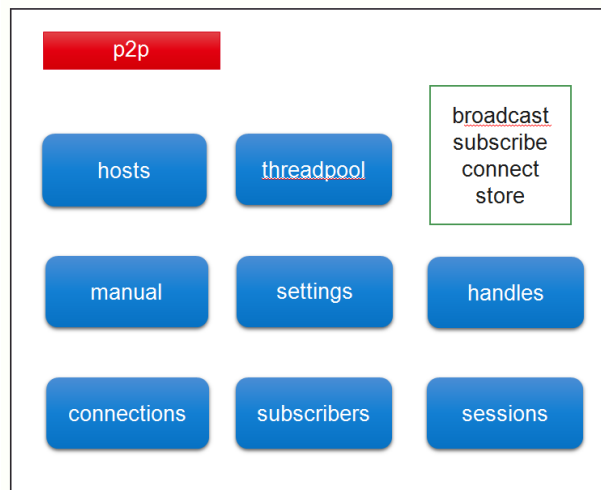 p2p
hosts
threadpool
broadcast
subscribe
connect
store
manual
settings
handles
connections
subscribers
sessions